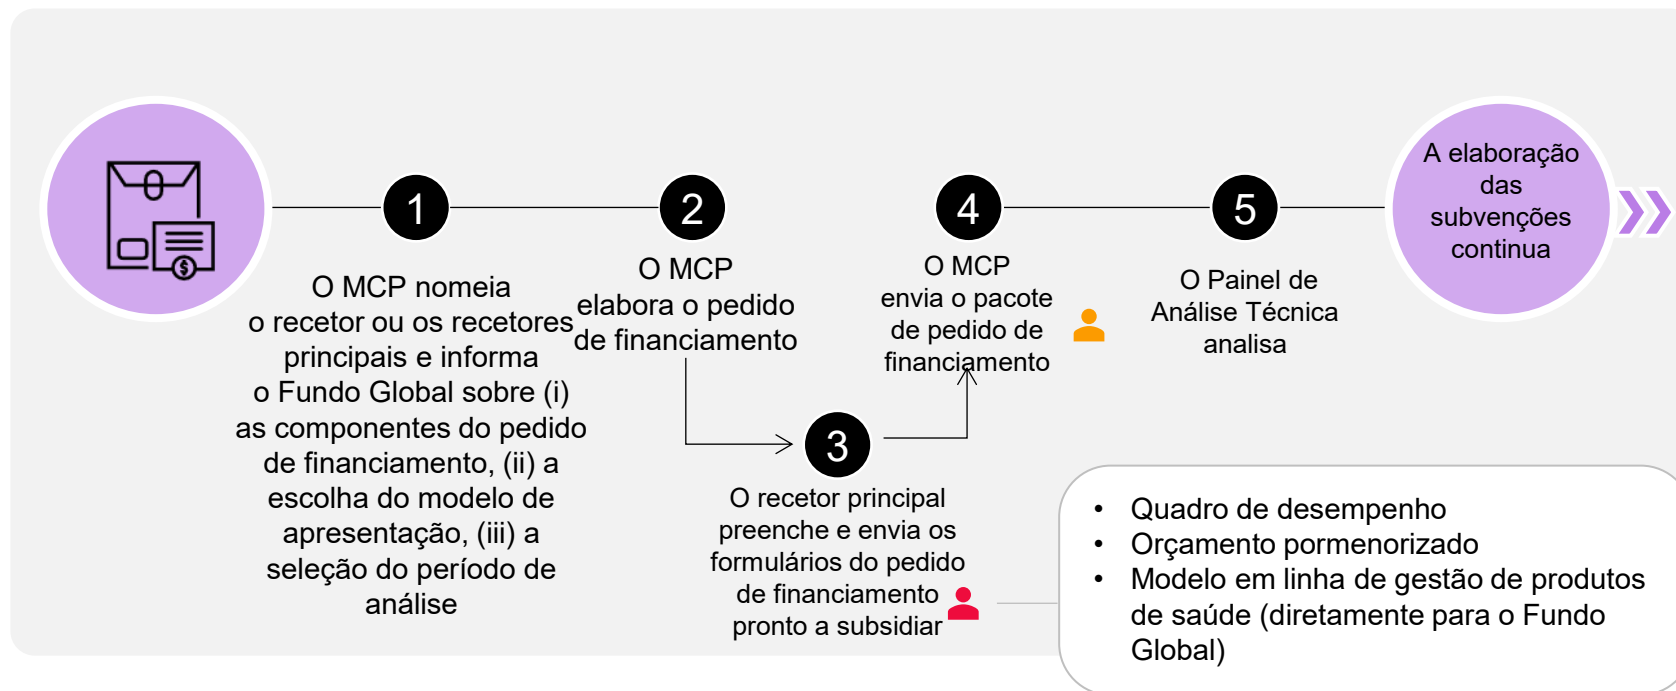 1
O MCP nomeia
o recetor ou os recetores
principais e informa
o Fundo Global sobre (i)
as componentes do pedido
de financiamento, (ii) a
escolha do modelo de
apresentação, (iii) a
seleção do período de
análise
2
O MCP
elabora o pedido
de financiamento
3
O recetor principal
preenche e envia os
formulários do pedido
de financiamento
pronto a subsidiar
• Quadro de desempenho
• Orçamento pormenorizado
• Modelo em linha de gestão de produtos
de saúde (diretamente para o Fundo
Global)
4
O MCP
envia o pacote
de pedido de
financiamento
5
O Painel de
Análise Técnica
analisa
A elaboração
das
subvenções
continua
$